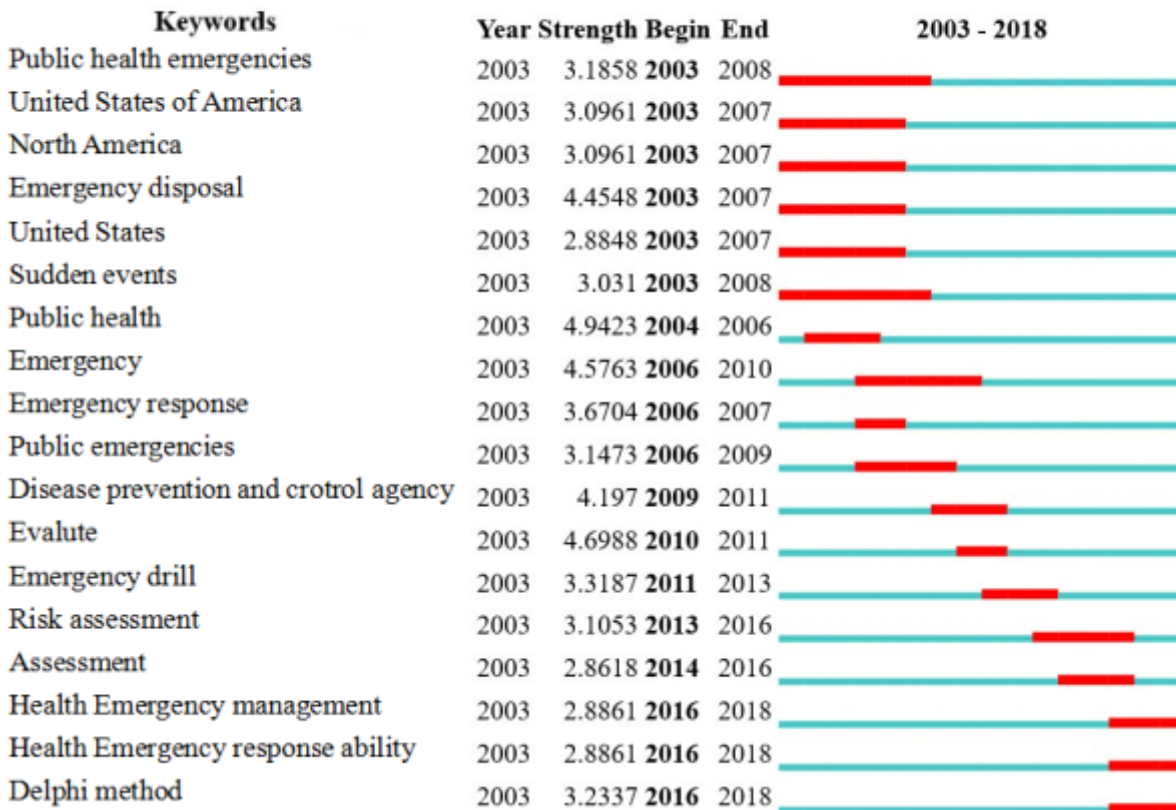 Keywords Year Strength Begin End 2003 - 2018
Public health emergencies 2003 3.1858 2003 2008
United States of America 2003 3.0961 2003 2007
North America 2003 3.0961 2003 2007
Emergency disposal 2003 4.4548 2003 2007
United States 2003 2.8848 2003 2007
Sudden events 2003 3.031 2003 2008
Public health 2003 4.9423 2004 2006
Emergency 2003 4.5763 2006 2010
Emergency response 2003 3.6704 2006 2007
Public emergencies 2003 3.1473 2006 2009
Disease prevention and crotrol agency 2003 4.197 2009 2011
Evalute 2003 4.6988 2010 2011
Emergency drill 2003 3.3187 2011 2013
Risk assessment 2003 3.1053 2013 2016
Assessment 2003 2.8618 2014 2016
Health Emergency management 2003 2.8861 2016 2018
Health Emergency response ability 2003 2.8861 2016 2018
Delphi method 2003 3.2337 2016 2018